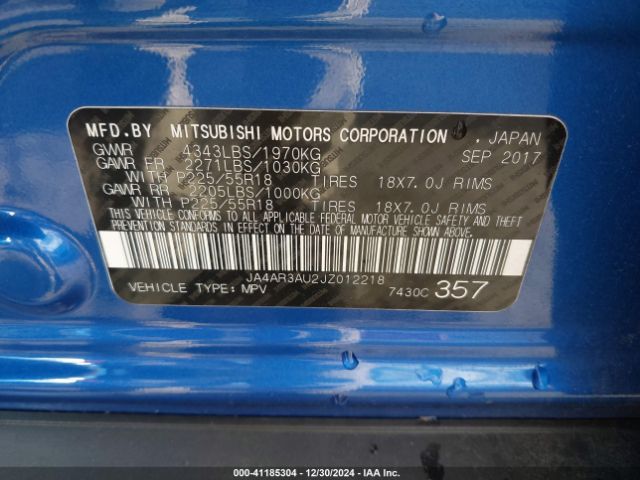 MFD.BY MITSUBISHI MOTORS CORPORATION . JAPAN
GVWR 4343LBS/1970KG SEP 2017
GAWR FR 2271LBS/1030KG
WITH P225/55R18 TIRES 18X7.0J RIMS
GAWR RR 2205LBS/1000KG
WITH P225/55R18 TIRES 18X7.0J RIMS
THIS VEHICLE CONFORMS TO ALL APPLICABLE FEDERAL MOTOR VEHICLE SAFETY AND THEFT
PREVENTION STANDARDS IN EFFECT ON THE DATE OF MANUFACTURE SHOWN ABOVE.
JA4AR3AU2JZ012218
VEHICLE TYPE: MPV 7430C 357
000-41185304 - 12/30/2024 - IAA Inc.